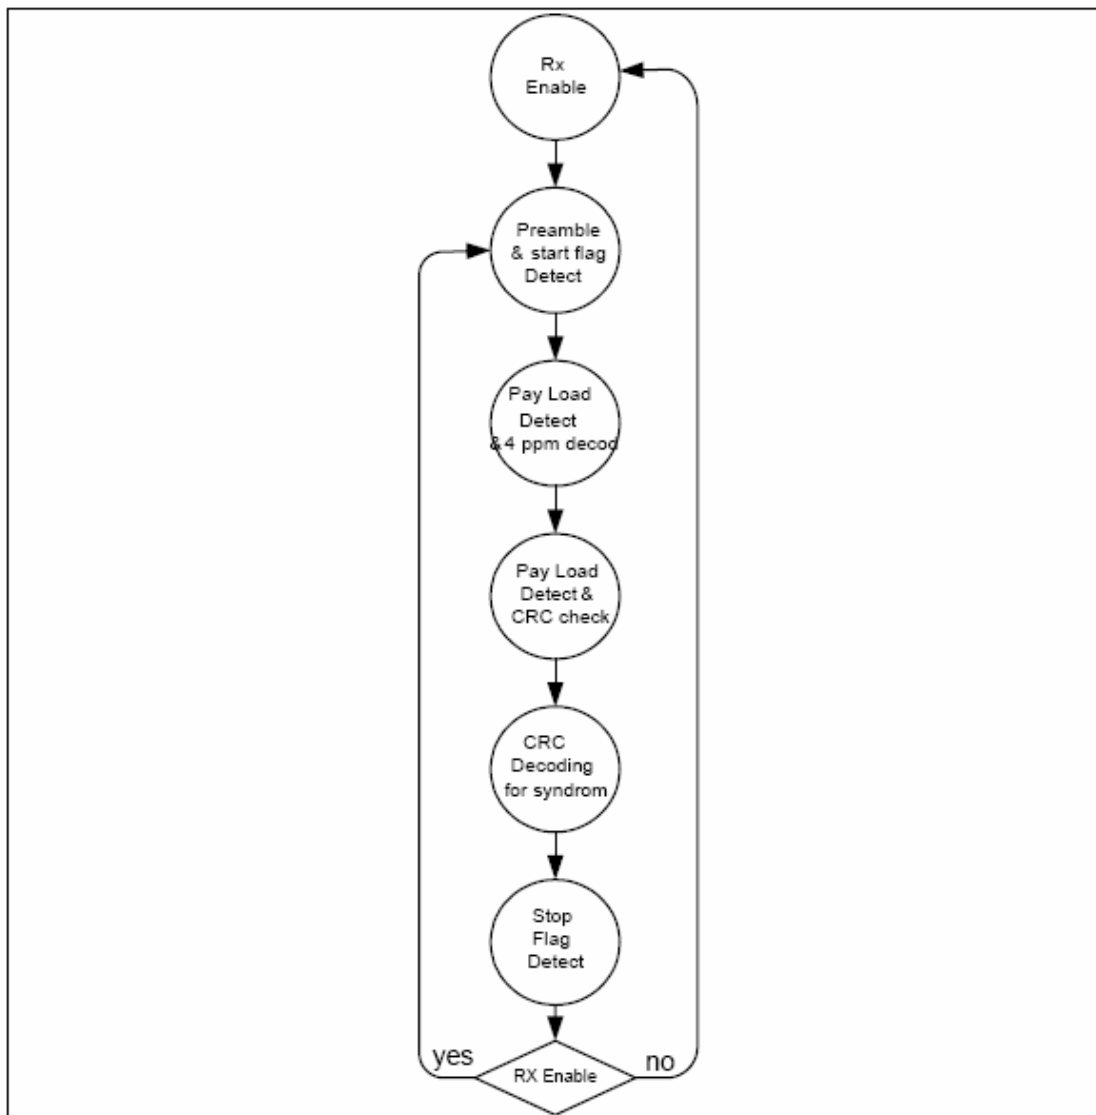 Rx
Enable
Preamble
& start flag
Detect
Pay Load
Detect
&4 ppm decod
Pay Load
Detect &
CRC check
CRC
Decoding
for syndrom
Stop
Flag
Detect
yes
RX Enable
no